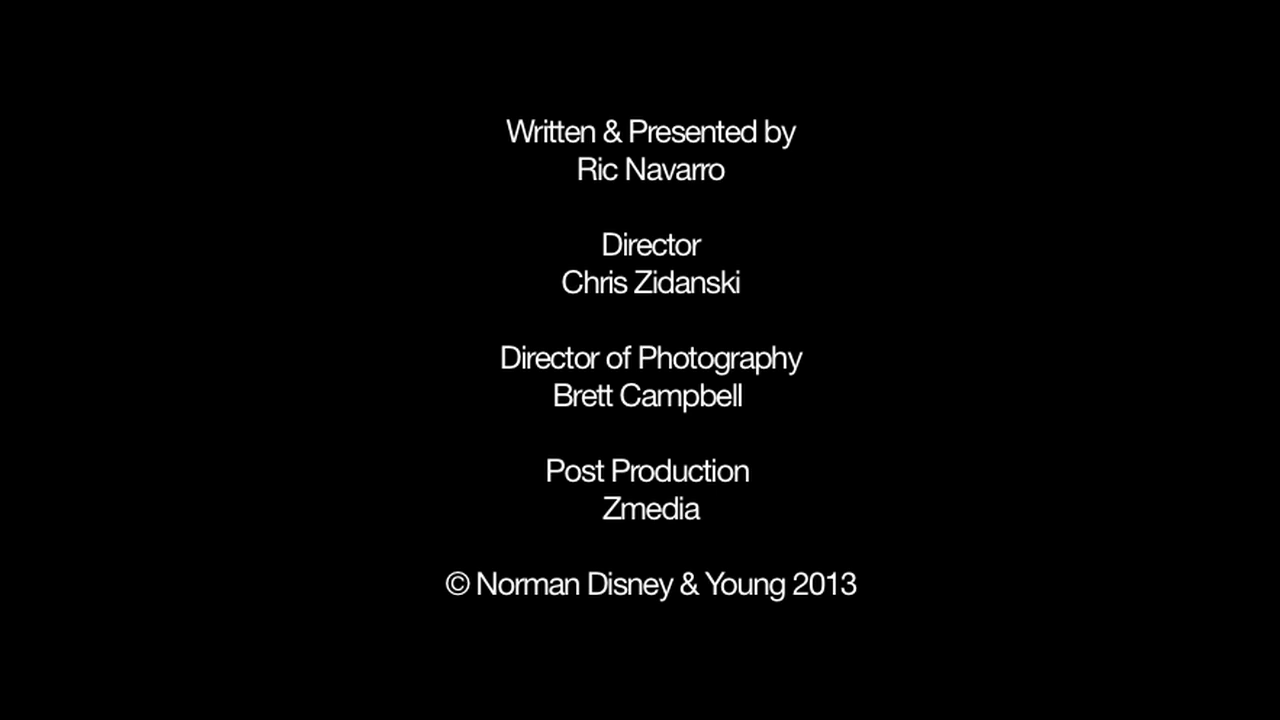 Written & Presented by
Ric Navarro
Director
Chris Zidanski
Director of Photography
Brett Campbell
Post Production
Zmedia
© Norman Disney & Young 2013